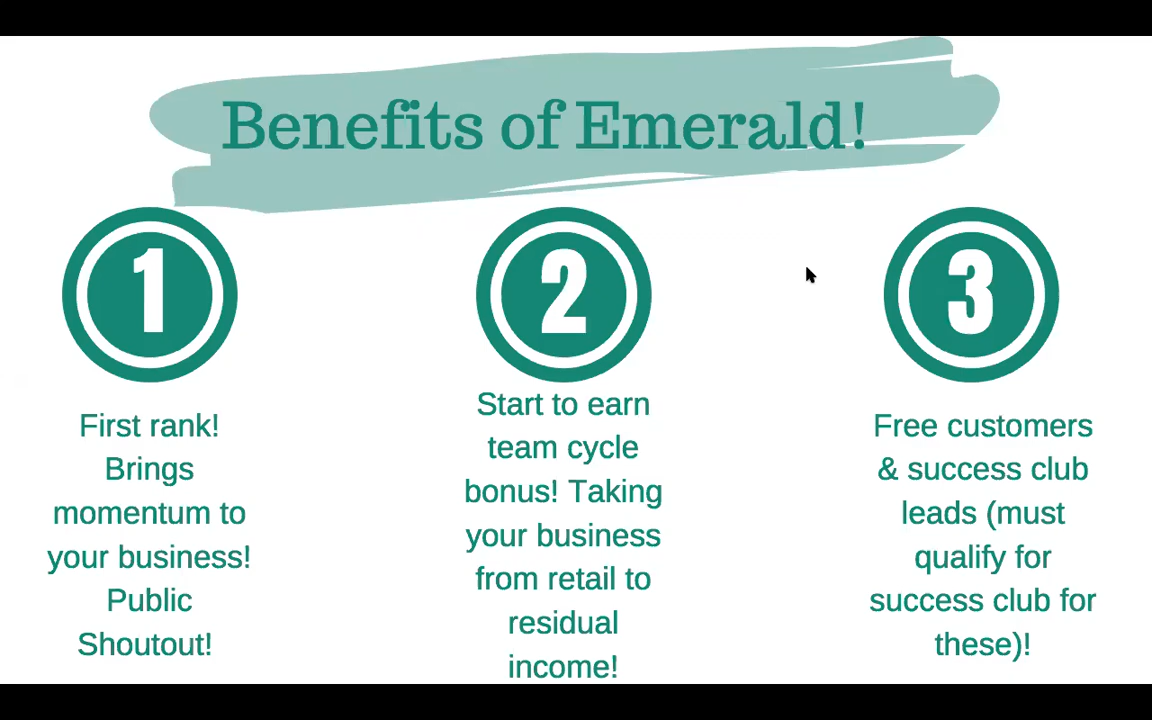 Benefits of Emerald!
1
First rank!
Brings
momentum to
your business!
Public
Shoutout!
2
Start to earn
team cycle
bonus! Taking
your business
from retail to
residual
income!
3
Free customers
& success club
leads (must
qualify for
success club for
these)!